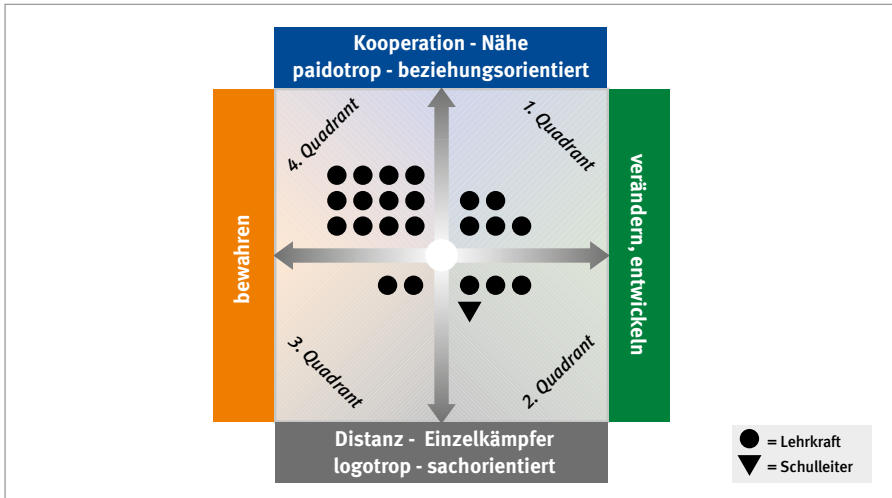 Kooperation - Nähe
paidotrop - beziehungsorientiert
4. Quadrant
1. Quadrant
bewahren
verändern, entwickeln
3. Quadrant
2. Quadrant
Distanz - Einzelkämpfer
logotrop - sachorientiert
= Lehrkraft
= Schulleiter